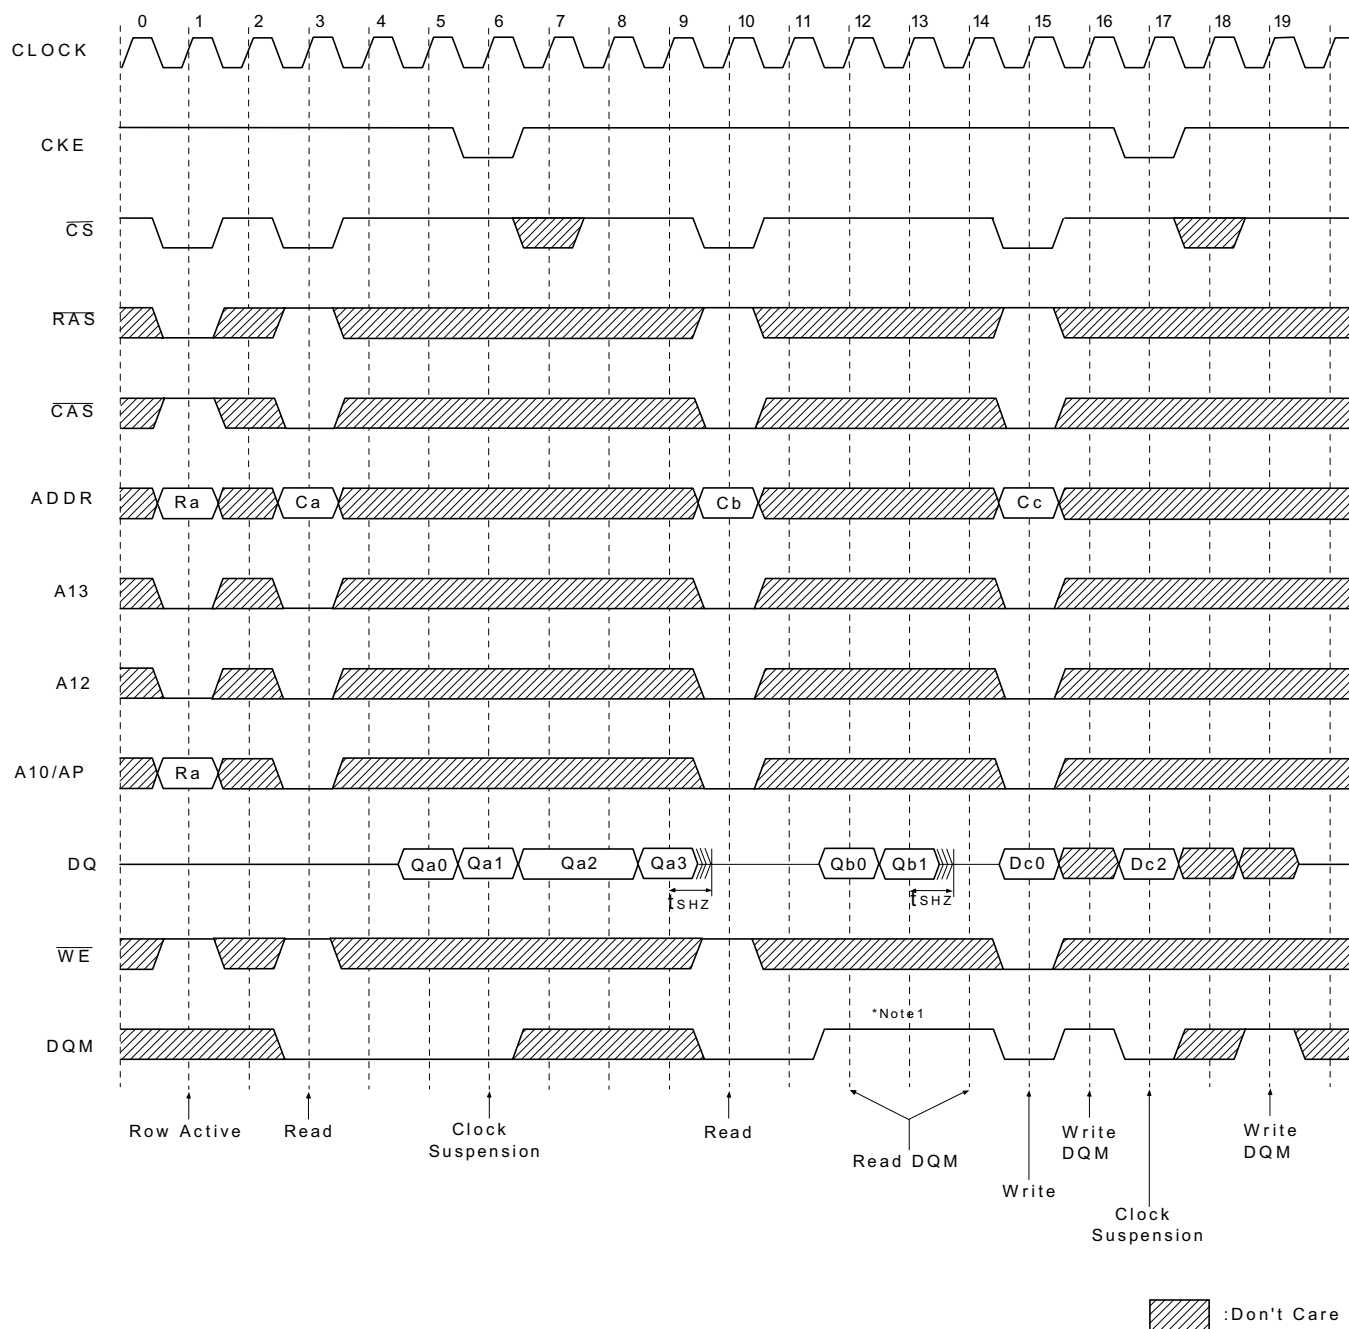 0 1 2 3 4 5 6 7 8 9 10 11 12 13 14 15 16 17 18 19
CLOCK
CKE
CS
RAS
CAS
ADDR Ra Ca Cb Cc
A13
A12
A10/AP Ra
DQ Qa0 Qa1 Qa2 Qa3 Qb0 Qb1 Dc0 Dc2
tSHZ tSHZ
WE
*Note1
DQM
Row Active Read Clock Suspension Read Read DQM Write Write DQM Clock Suspension Write DQM
:Don't Care